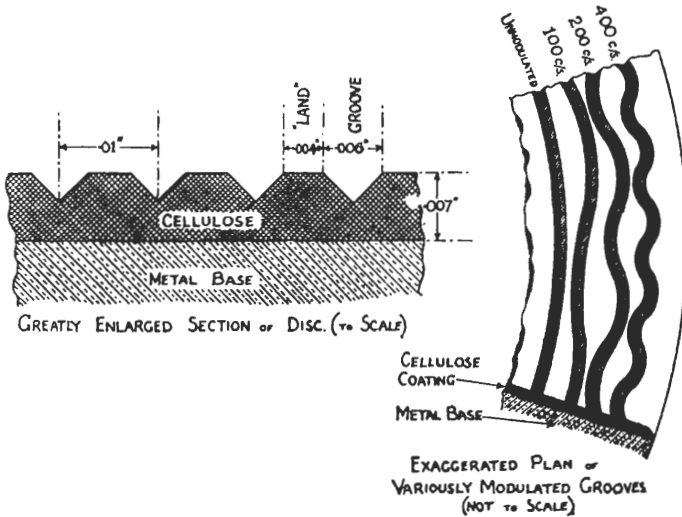 "LAND"
GROOVE
·01"
·004"
·006"
·007"
CELLULOSE
METAL BASE
GREATLY ENLARGED SECTION OF DISC. (TO SCALE)
UNMODULATED
100 c/s.
200 c/s.
400 c/s.
CELLULOSE
COATING
METAL BASE
EXAGGERATED PLAN OF
VARIOUSLY MODULATED GROOVES
(NOT TO SCALE)